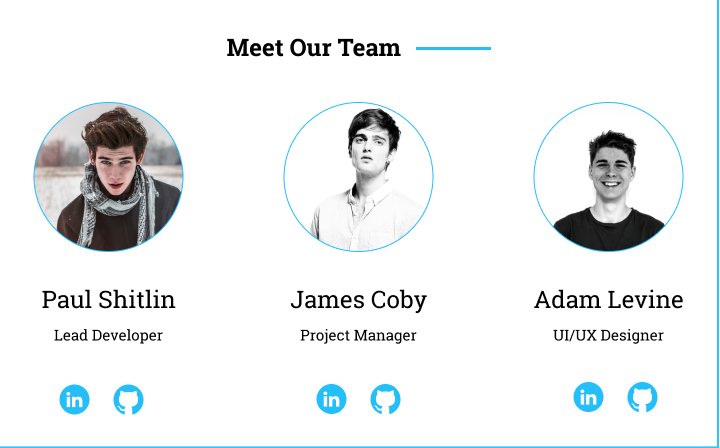 Meet Our Team
Paul Shitlin
James Coby
Adam Levine
Lead Developer
Project Manager
UI/UX Designer
in
in
in